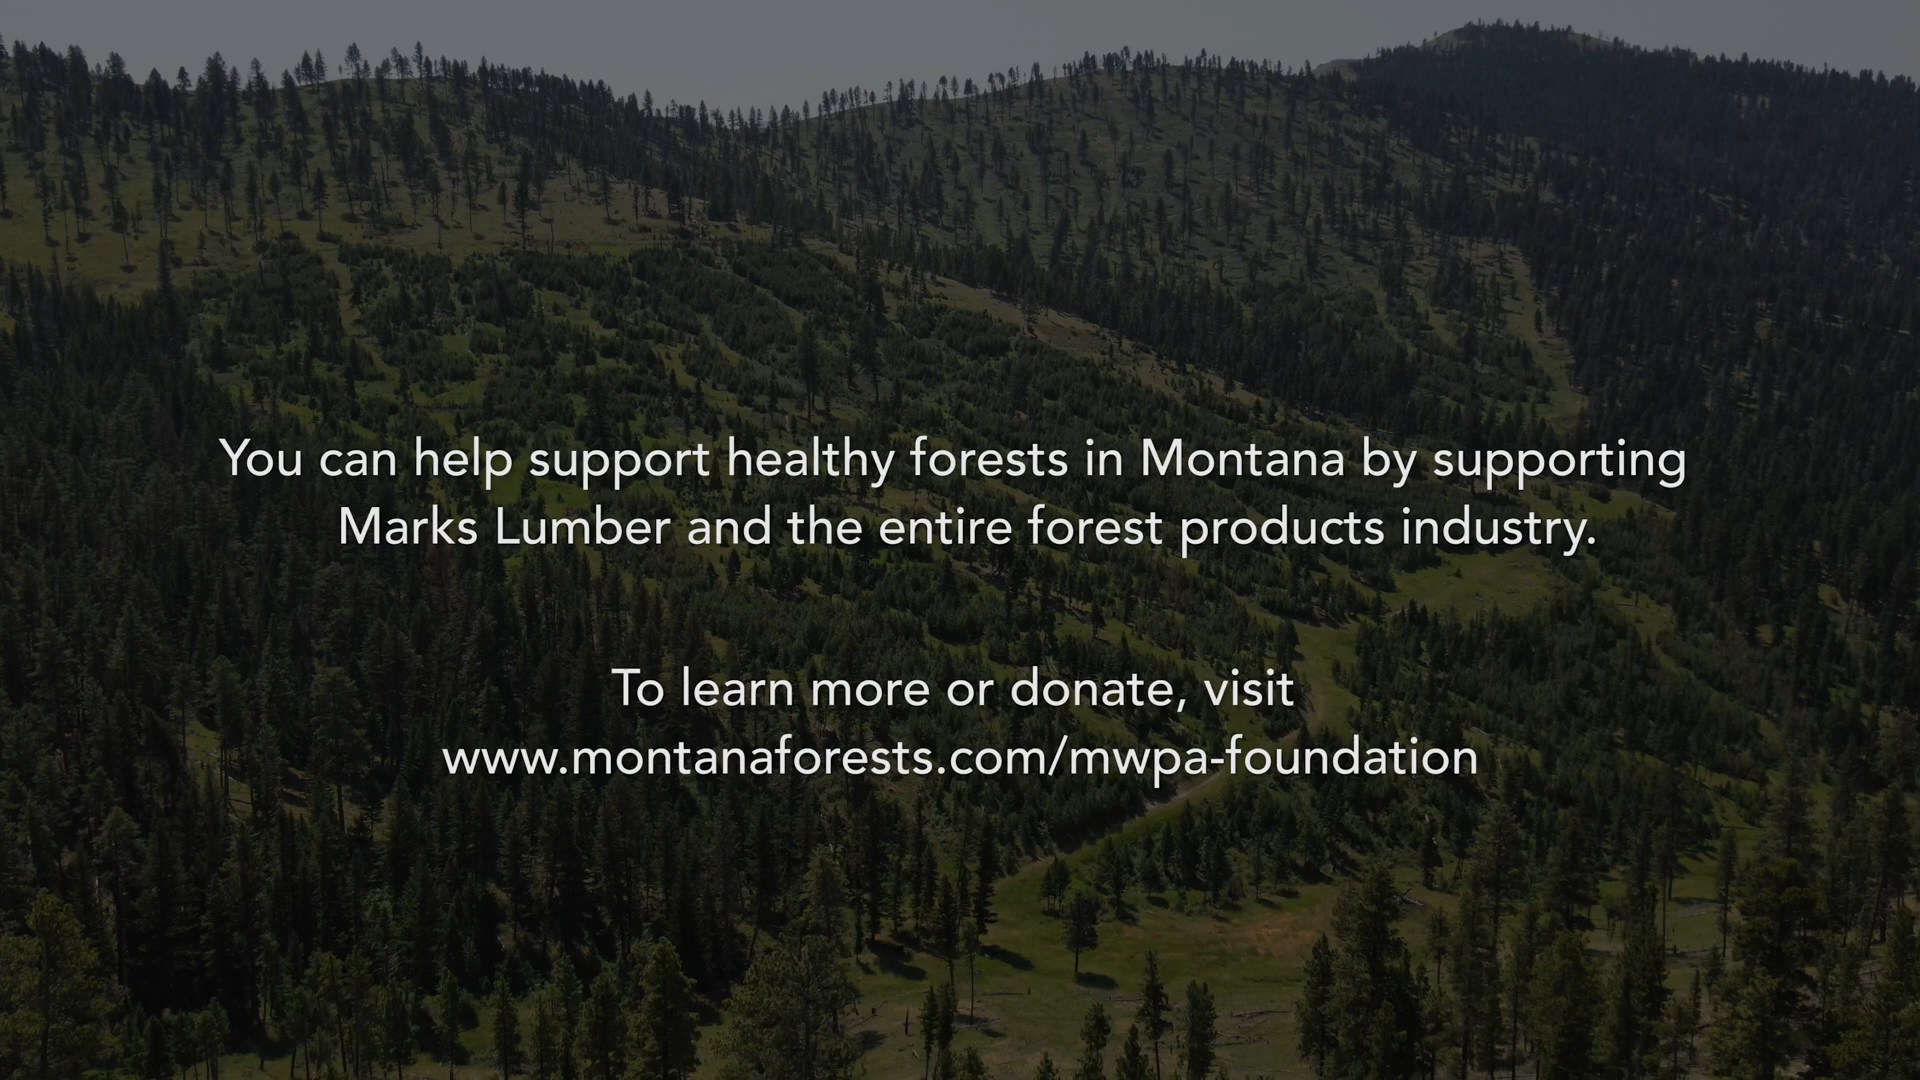 You can help support healthy forests in Montana by supporting
Marks Lumber and the entire forest products industry.
To learn more or donate, visit
www.montanaforests.com/mwpa-foundation